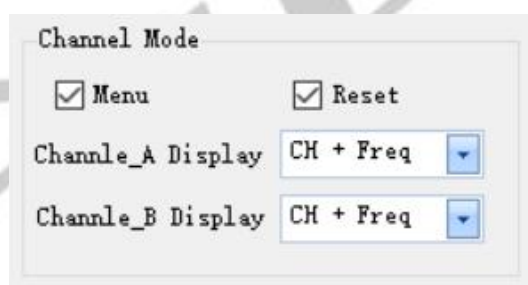 Channel Mode
Menu Reset
Channle_A Display CH + Freq
Channle_B Display CH + Freq